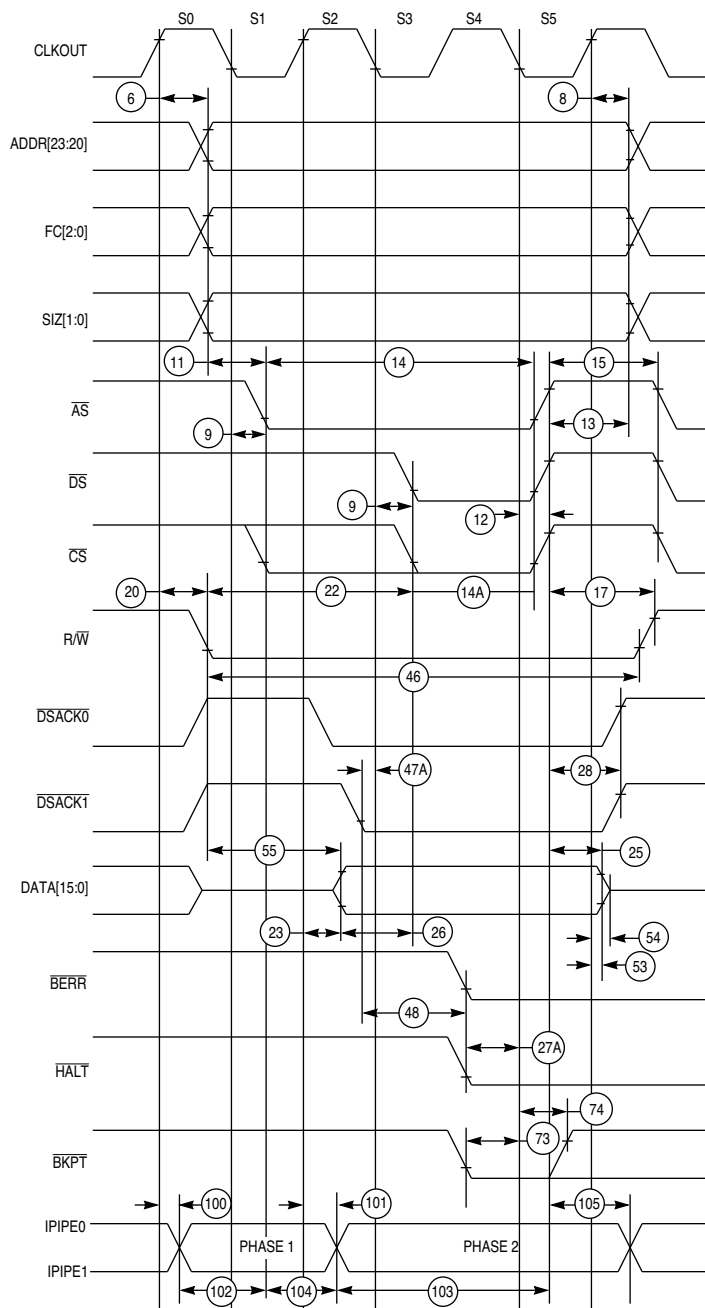 S0 S1 S2 S3 S4 S5
CLKOUT
6 8
ADDR[23:20]
FC[2:0]
SIZ[1:0]
11 14 15
AS
9 13
DS
9 12
CS
20 22 14A 17
R/W
46
DSACK0
47A 28
DSACK1
55 25
DATA[15:0]
23 26 54
53
BERR
48
27A
HALT
74
73
BKPT
100 101 105
IPIPE0
PHASE 1 PHASE 2
IPIPE1
102 104 103